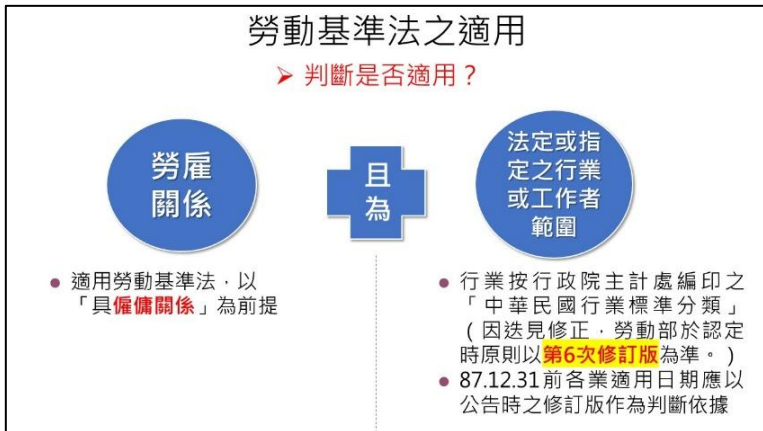 勞動基準法之適用
➢ 判斷是否適用？
勞雇
關係
且
為
法定或指
定之行業
或工作者
範圍
● 適用勞動基準法，以
「具僱傭關係」為前提
● 行業按行政院主計處編印之
「中華民國行業標準分類」
（因迭見修正，勞動部於認定
時原則以第6次修訂版為準。）
● 87.12.31前各業適用日期應以
公告時之修訂版作為判斷依據